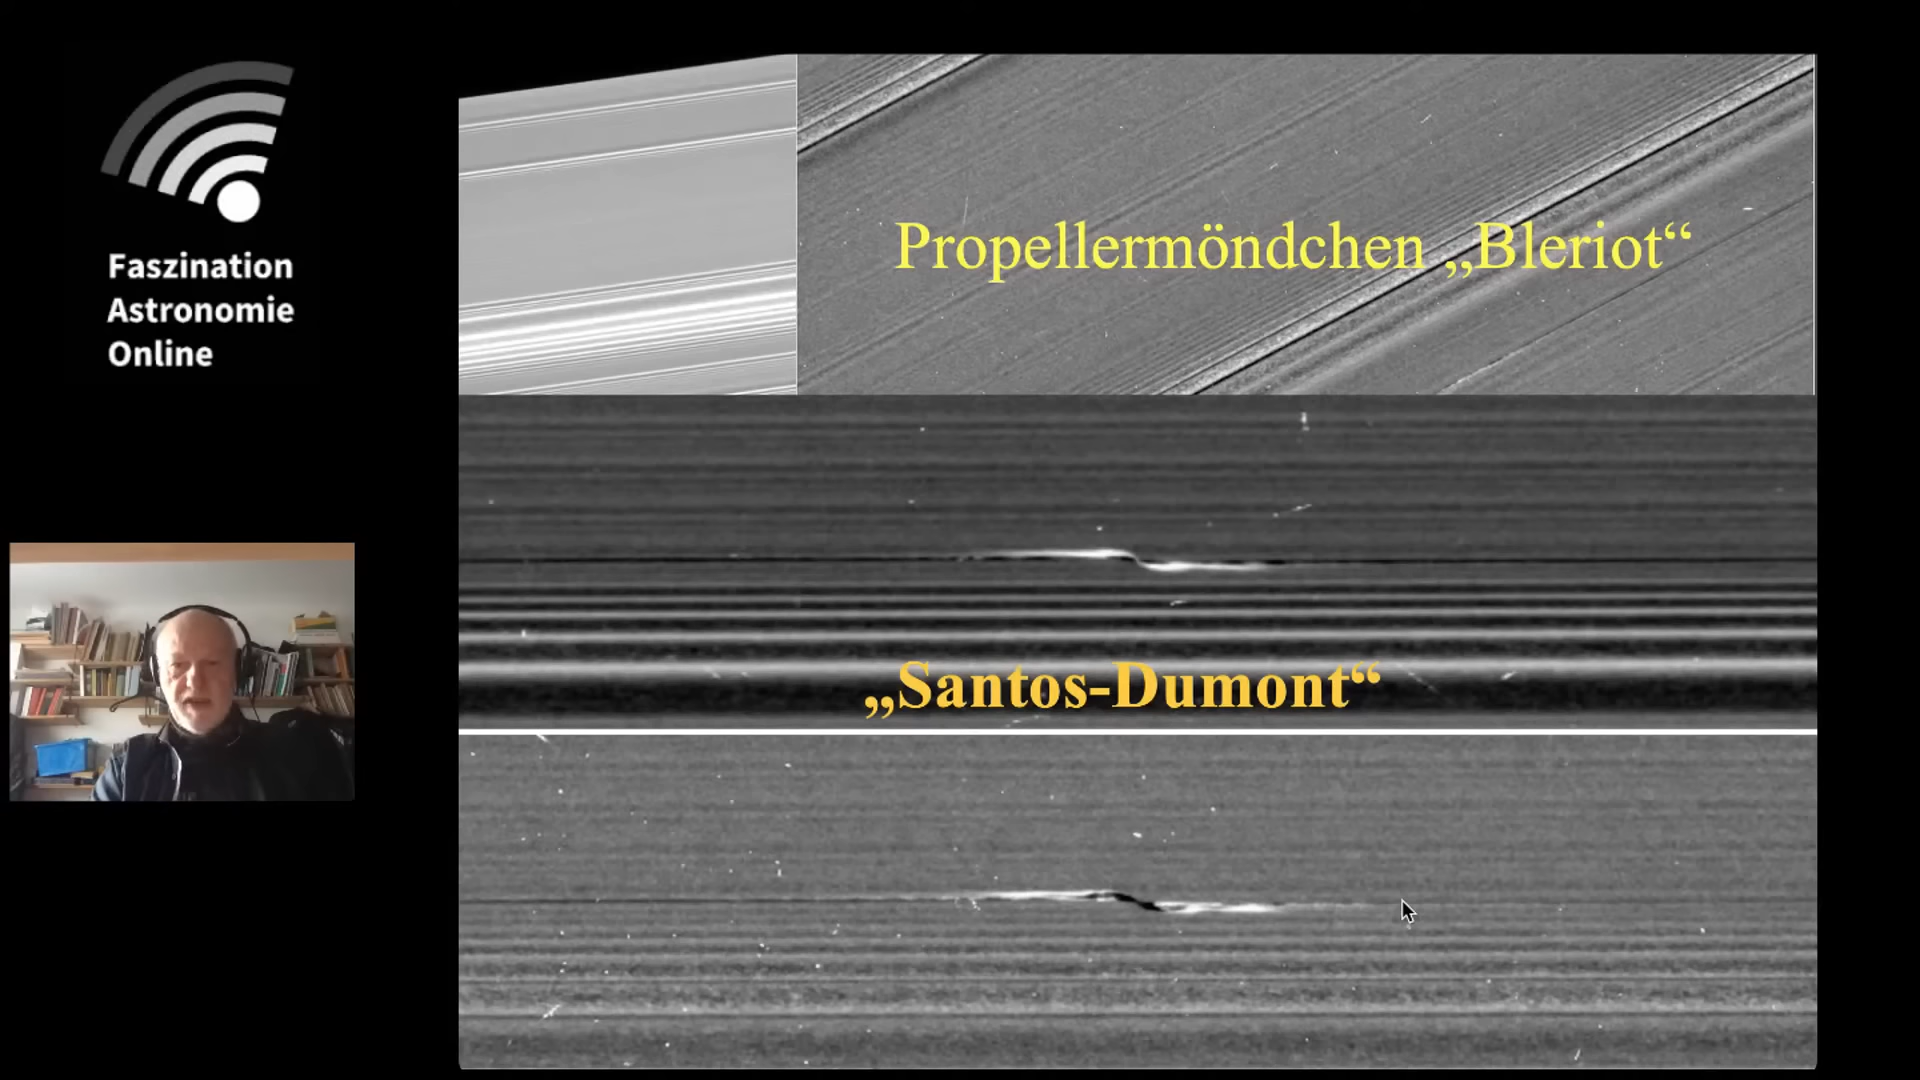 Faszination
Astronomie
Online
Propellermöndchen „Bleriot“
„Santos-Dumont“